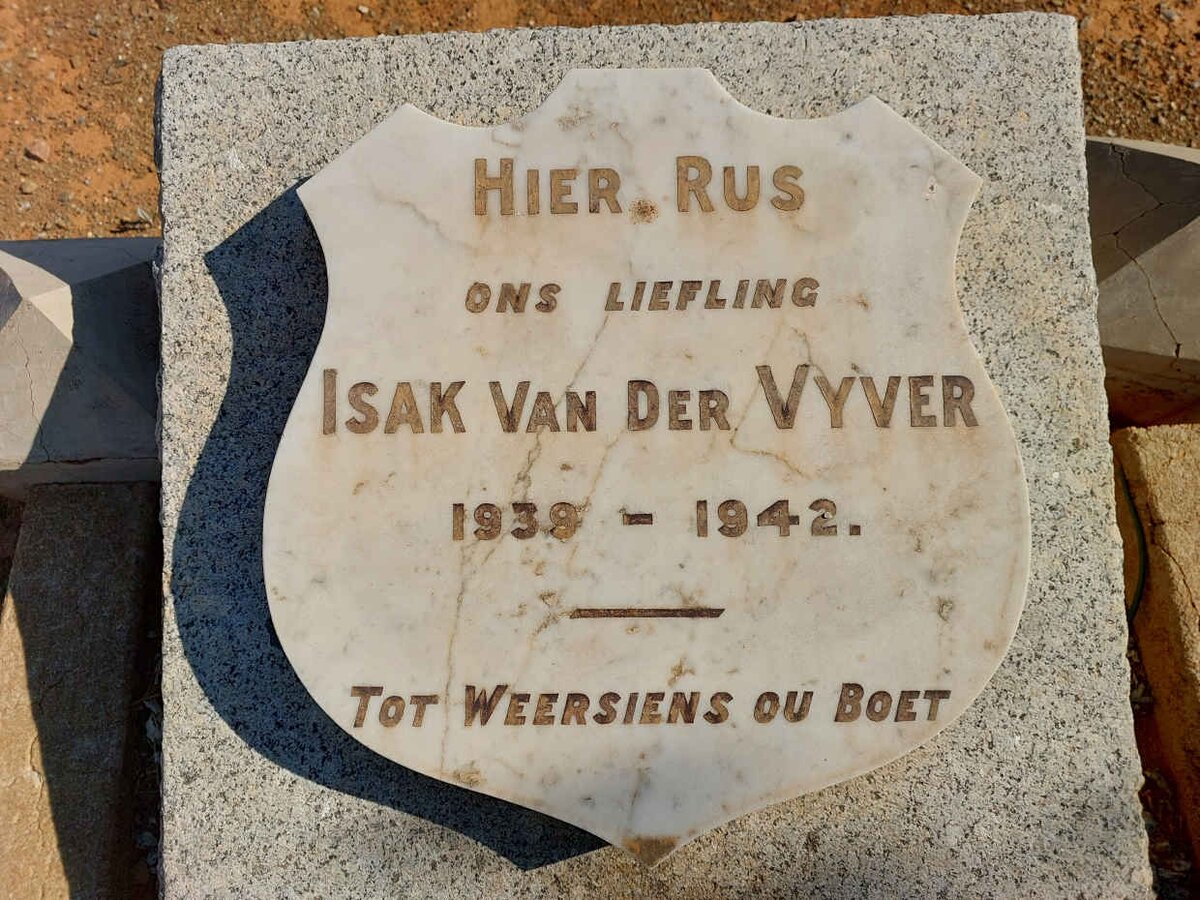 HIER RUS
ONS LIEFLING
ISAK VAN DER VYVER
1939 - 1942.
TOT WEERSIENS OU BOET